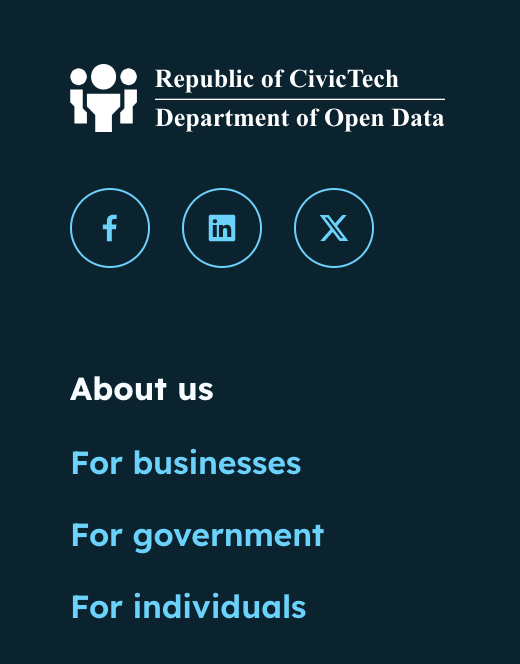 Republic of CivicTech
Department of Open Data
About us
For businesses
For government
For individuals